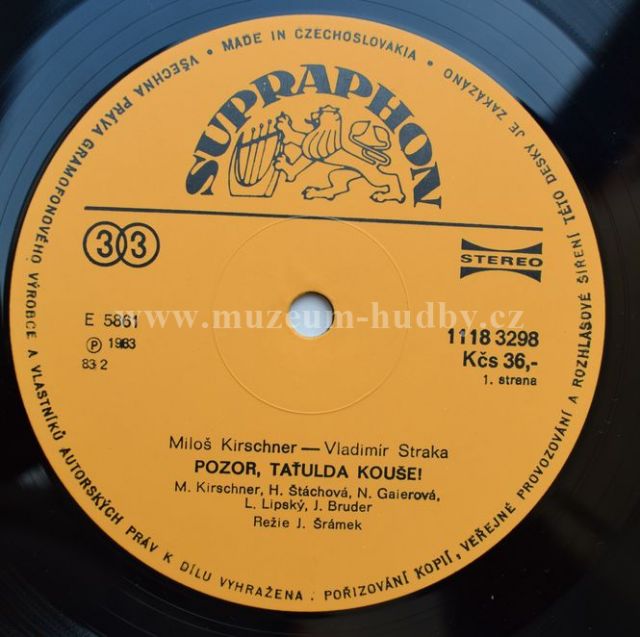 VŠECHNA PRÁVA GRAMOFONOVÉHO VÝROBCE A VLASTNÍKŮ AUTORSKÝCH PRÁV K DÍLU VYHRAŽENA . POŘIZOVÁNÍ KOPIÍ, VEŘEJNÉ PROVOZOVÁNÍ A ROZHLASOVÉ ŠÍŘENÍ TÉTO DESKY JE ZAKÁZÁNO
• MADE IN CZECHOSLOVAKIA •
SUPRAPHON
33
STEREO
www.muzeum-hudby.cz
E 5861
Ⓟ 1983
83 2
1118 3298
Kčs 36,-
1. strana
Miloš Kirschner — Vladimír Straka
POZOR, TAŤULDA KOUŠE!
M. Kirschner, H. Štáchová, N. Gaierová,
L. Lipský, J. Bruder
Režie J. Šrámek